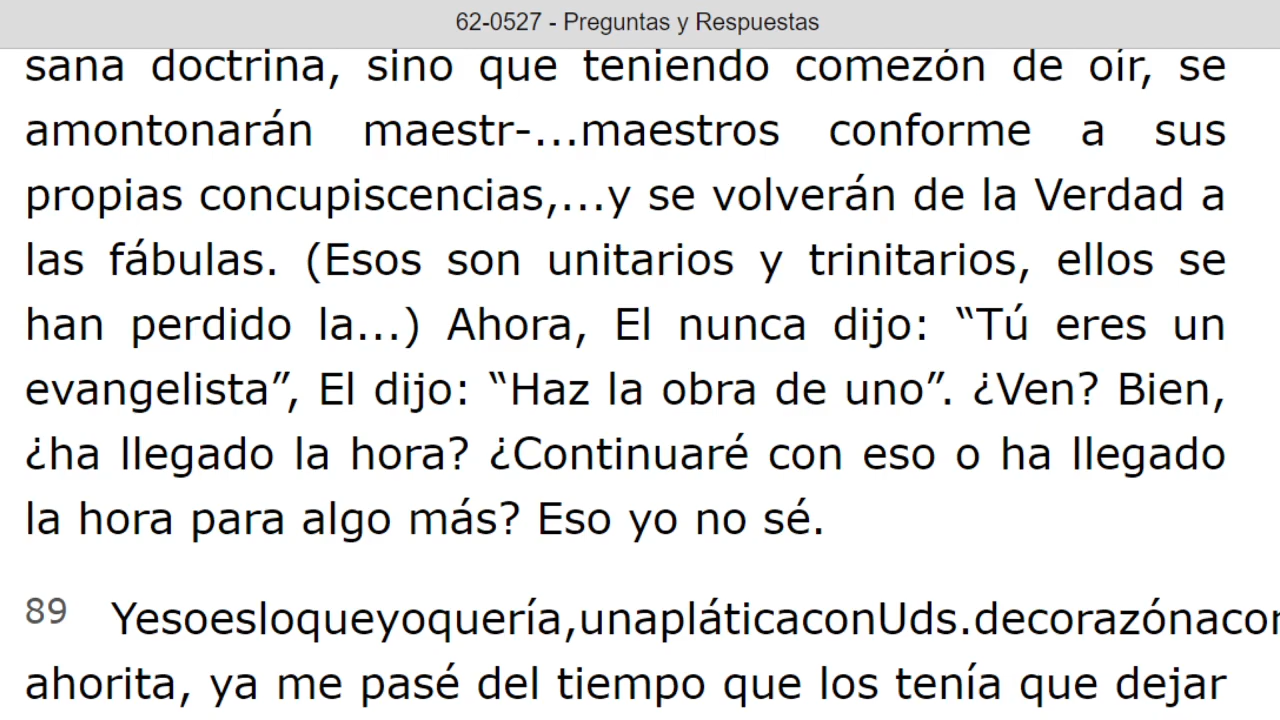 62-0527 - Preguntas y Respuestas
sana doctrina, sino que teniendo comezón de oír, se
amontonarán maestr-...maestros conforme a sus
propias concupiscencias,...y se volverán de la Verdad a
las fábulas. (Esos son unitarios y trinitarios, ellos se
han perdido la...) Ahora, El nunca dijo: “Tú eres un
evangelista”, El dijo: “Haz la obra de uno”. ¿Ven? Bien,
¿ha llegado la hora? ¿Continuaré con eso o ha llegado
la hora para algo más? Eso yo no sé.
89 Yesoesloqueyoquería,unapláticaconUds.decorazónacor
ahorita, ya me pasé del tiempo que los tenía que dejar